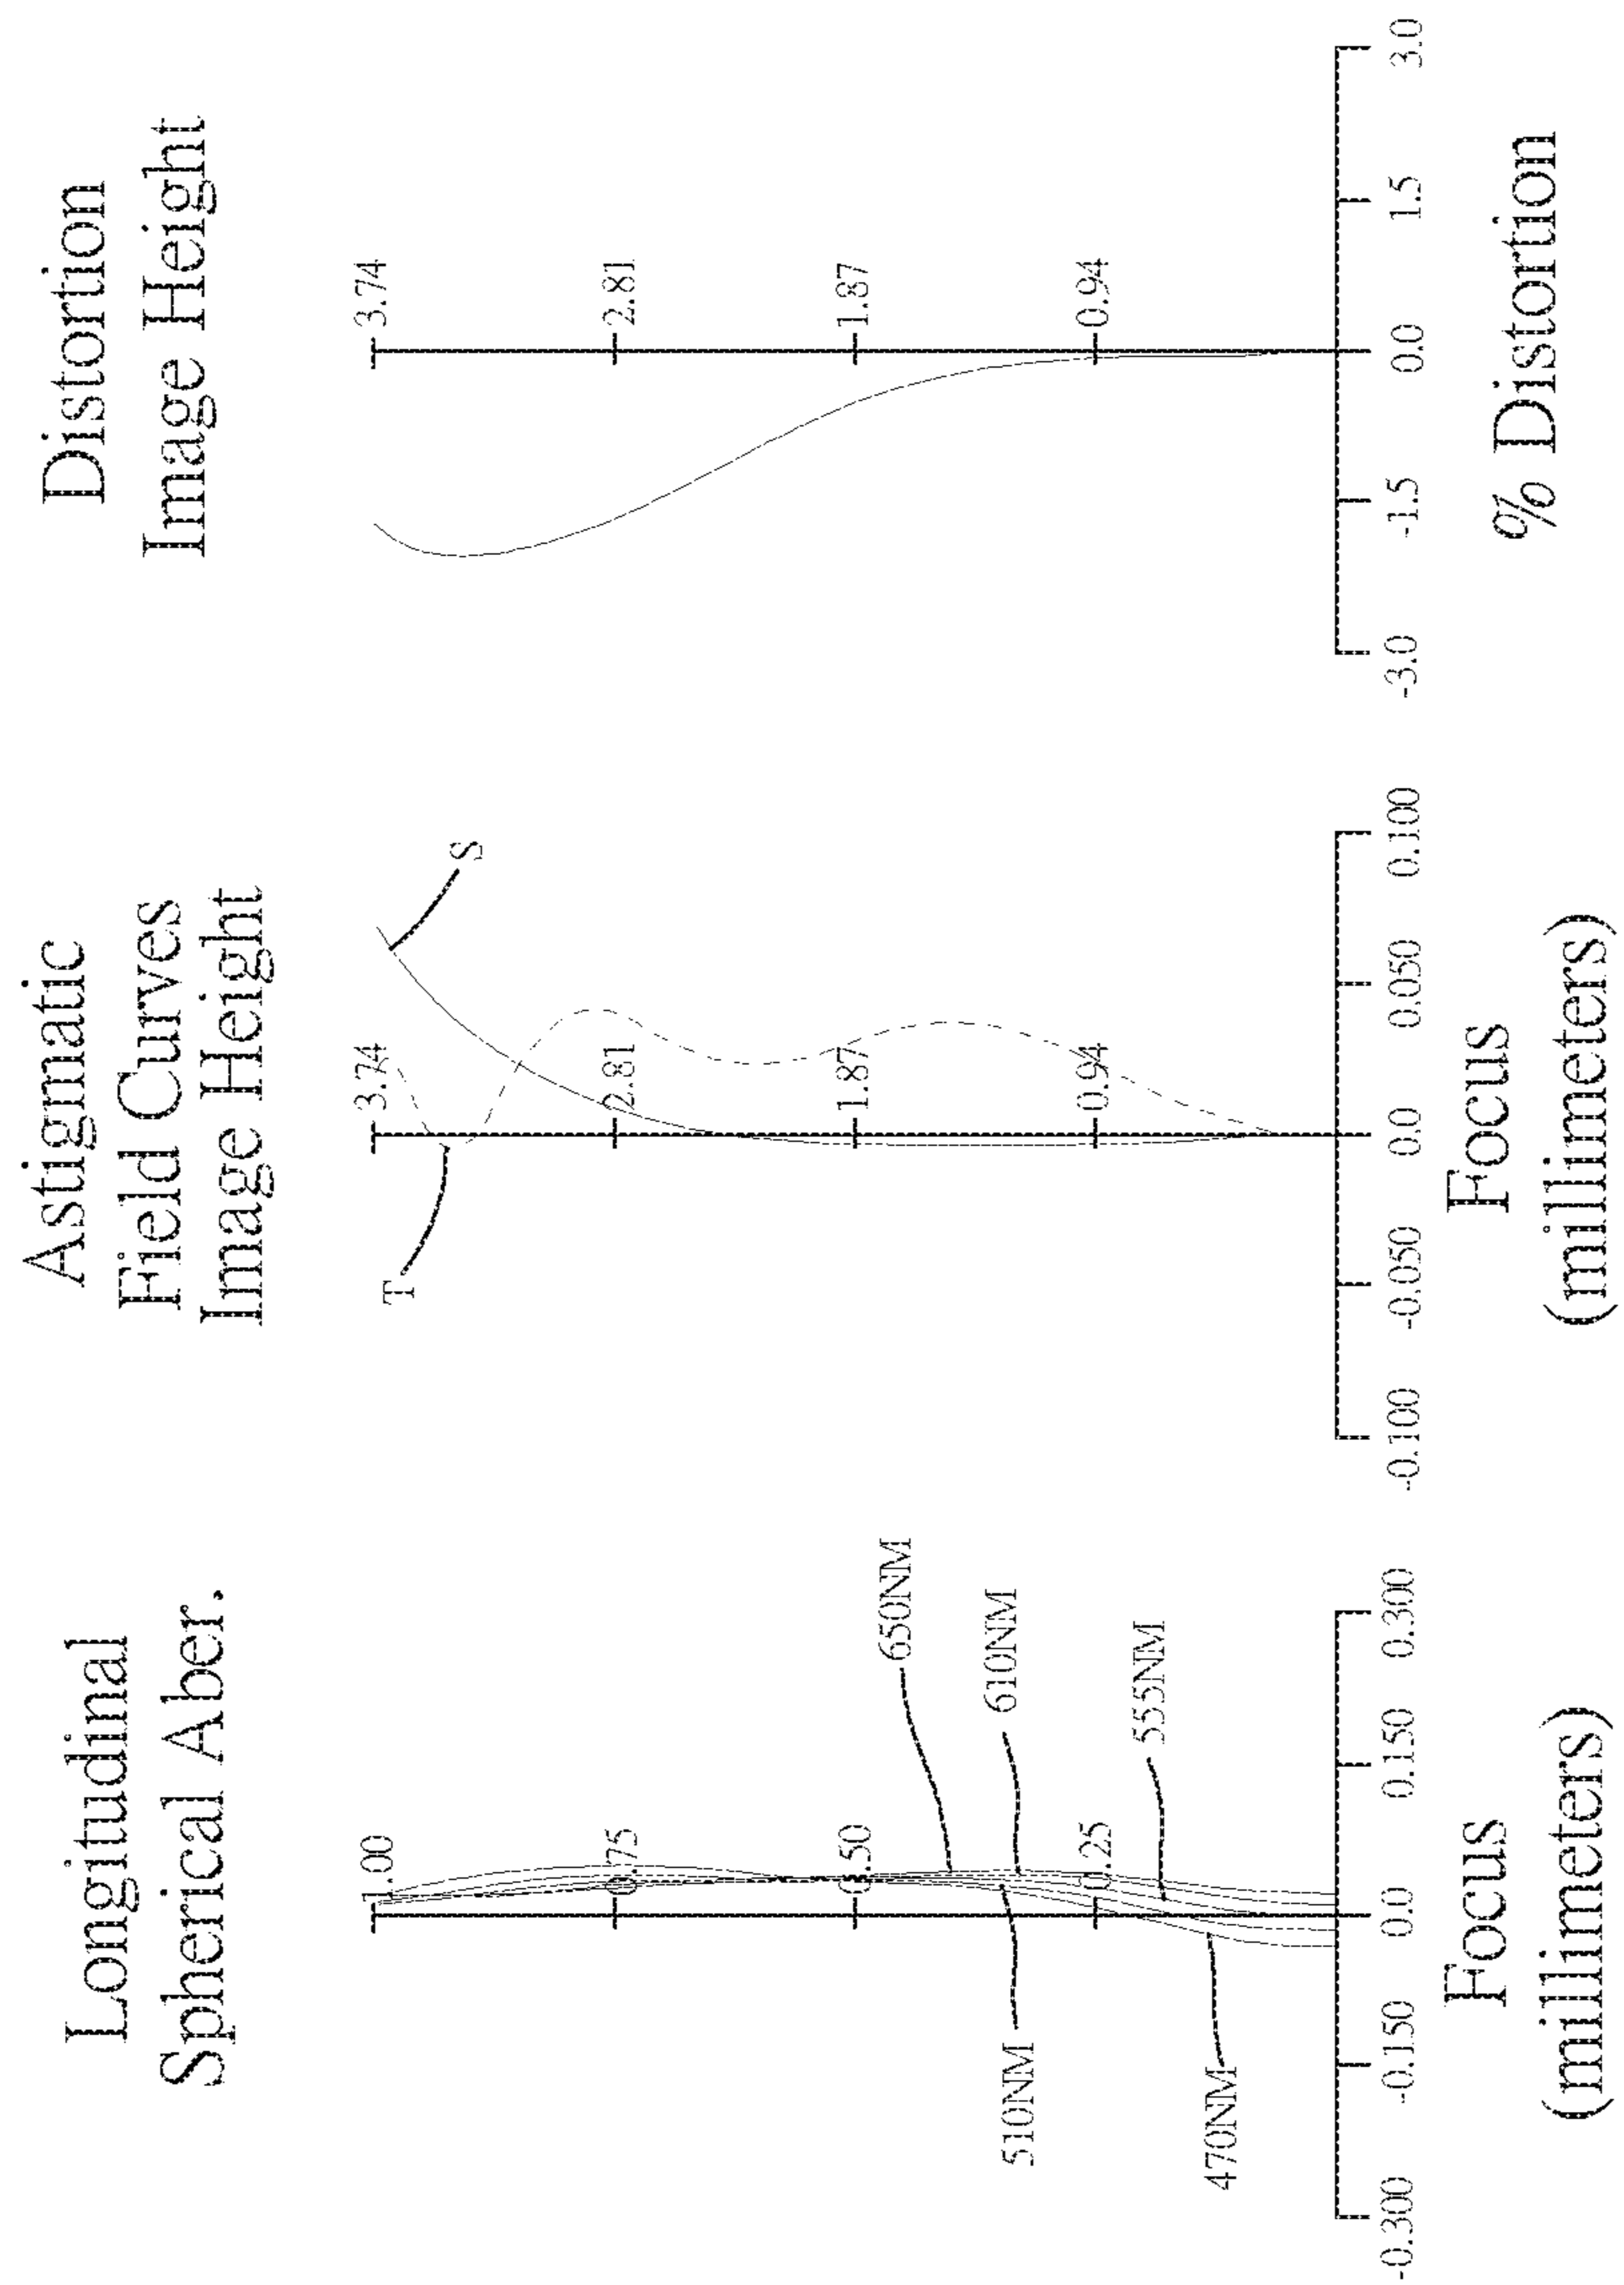 Longitudinal
Spherical Aber.
1.00
0.75
0.50
0.25
650NM
610NM
555NM
510NM
470NM
-0.300
-0.150
0.0
0.150
0.300
Focus
(millimeters)
Astigmatic
Field Curves
Image Height
3.74
2.81
1.87
0.94
T
S
-0.100
-0.050
0.0
0.050
0.100
Focus
(millimeters)
Distortion
Image Height
3.74
2.81
1.87
0.94
-3.0
-1.5
0.0
1.5
3.0
% Distortion